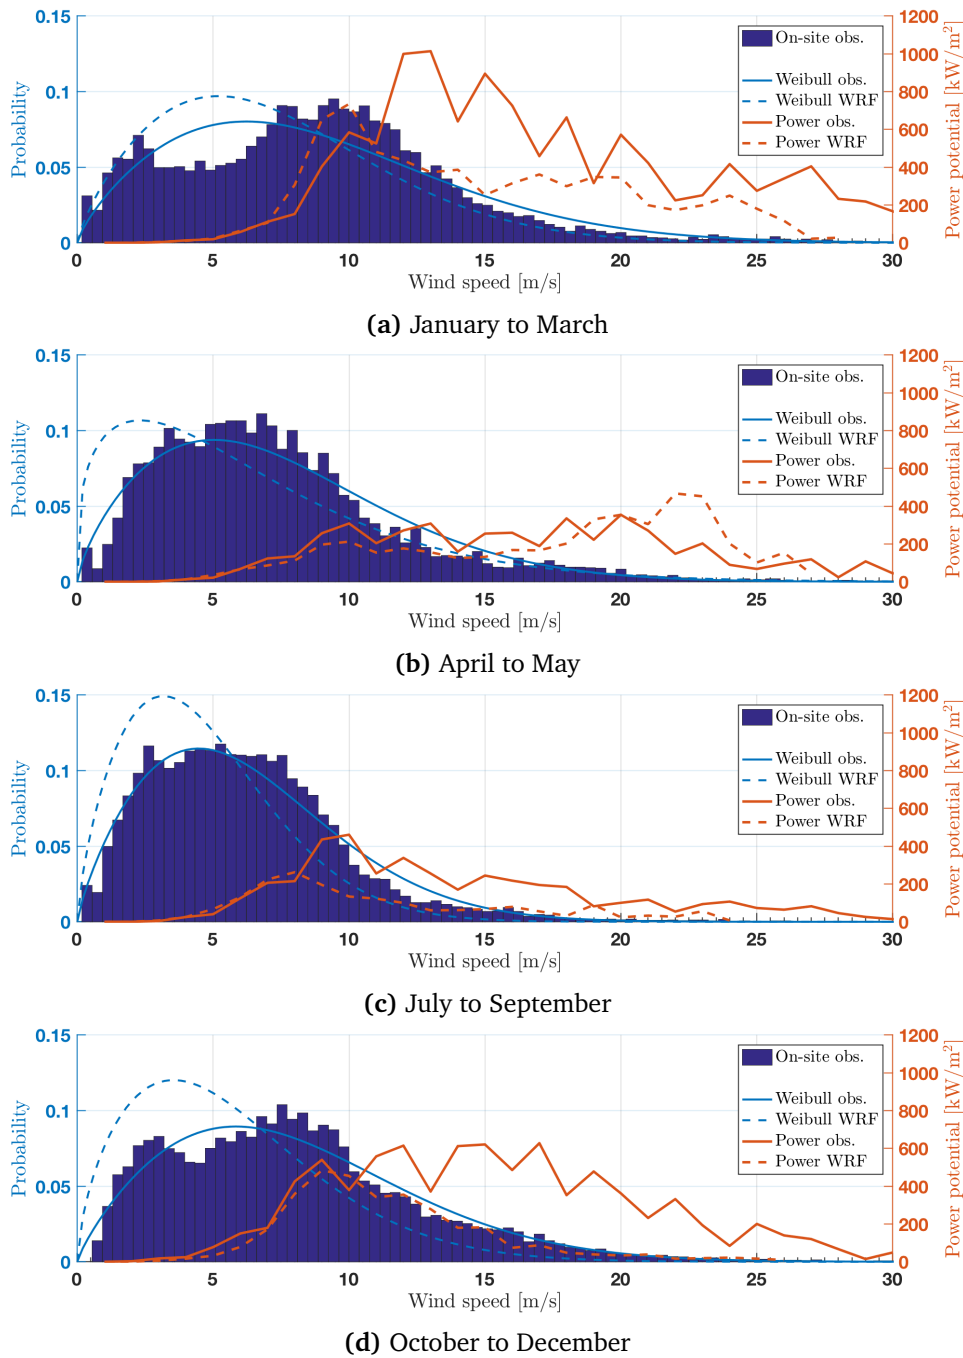 0.15
0.1
0.05
0
Probability
On-site obs.
Weibull obs.
Weibull WRF
Power obs.
Power WRF
1200
1000
800
600
400
200
0
Power potential [kW/m²]
0 5 10 15 20 25 30
Wind speed [m/s]
(a) January to March
0.15
0.1
0.05
0
Probability
On-site obs.
Weibull obs.
Weibull WRF
Power obs.
Power WRF
1200
1000
800
600
400
200
0
Power potential [kW/m²]
0 5 10 15 20 25 30
Wind speed [m/s]
(b) April to May
0.15
0.1
0.05
0
Probability
On-site obs.
Weibull obs.
Weibull WRF
Power obs.
Power WRF
1200
1000
800
600
400
200
0
Power potential [kW/m²]
0 5 10 15 20 25 30
Wind speed [m/s]
(c) July to September
0.15
0.1
0.05
0
Probability
On-site obs.
Weibull obs.
Weibull WRF
Power obs.
Power WRF
1200
1000
800
600
400
200
0
Power potential [kW/m²]
0 5 10 15 20 25 30
Wind speed [m/s]
(d) October to December